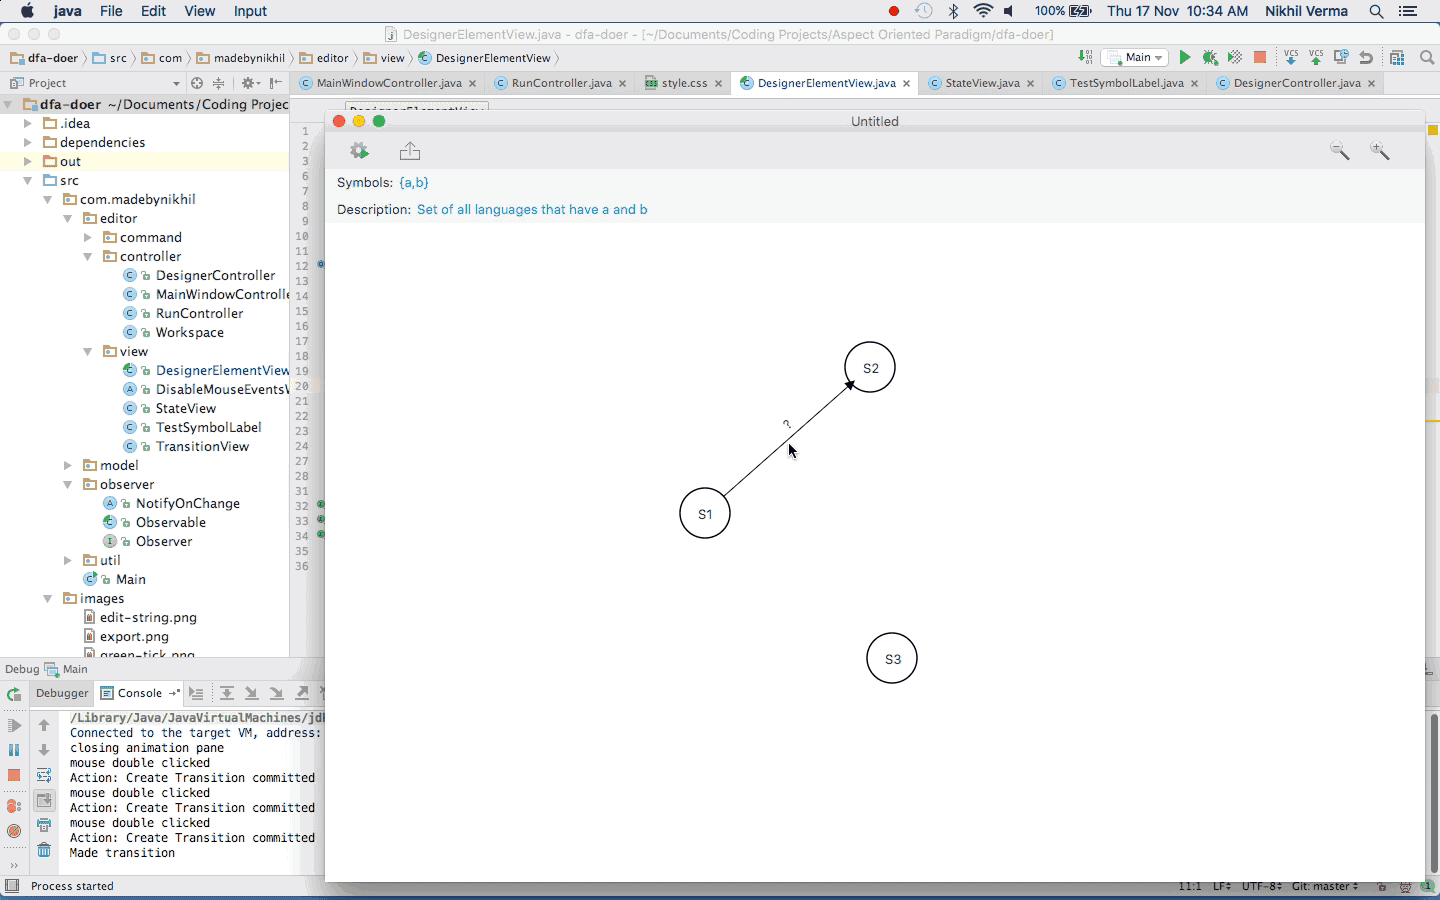 java File Edit View Input 100% Thu 17 Nov 10:34 AM Nikhil Verma
DesignerElementView.java - dfa-doer - [~/Documents/Coding Projects/Aspect Oriented Paradigm/dfa-doer]
dfa-doer src com madebynikhil editor view DesignerElementView Main VCS VCS
Project MainWindowController.java RunController.java style.css DesignerElementView.java StateView.java TestSymbolLabel.java DesignerController.java
dfa-doer ~/Documents/Coding Projec
.idea
dependencies
out
src
com.madebynikhil
editor
command
controller
DesignerController
MainWindowControlle
RunController
Workspace
view
DesignerElementView
DisableMouseEventsW
StateView
TestSymbolLabel
TransitionView
model
observer
NotifyOnChange
Observable
Observer
util
Main
images
edit-string.png
export.png
green-tick.png
DesignerElementView
1
2
3
6
7
8
9
10
11
12
13
14
15
16
17
18
19
20
21
22
23
24
27
28
31
32
33
34
35
36
Untitled
Symbols: {a,b}
Description: Set of all languages that have a and b
S2
?
S1
S3
Debug Main
Debugger Console
/Library/Java/JavaVirtualMachines/jd
Connected to the target VM, address:
closing animation pane
mouse double clicked
Action: Create Transition committed
mouse double clicked
Action: Create Transition committed
mouse double clicked
Action: Create Transition committed
Made transition
Process started 11:1 LF UTF-8 Git: master 1